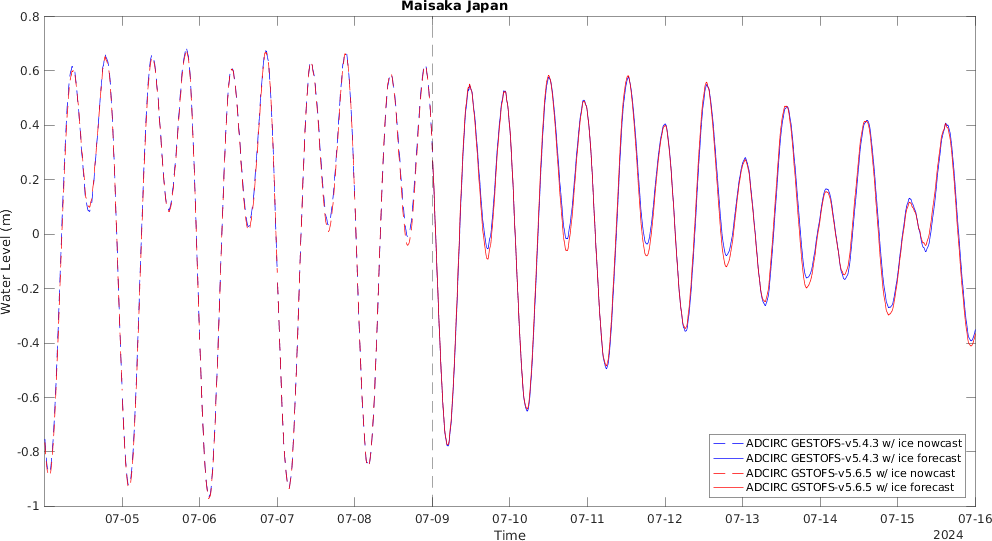 Maisaka Japan
Water Level (m)
0.8
0.6
0.4
0.2
0
-0.2
-0.4
-0.6
-0.8
-1
ADCIRC GESTOFS-v5.4.3 w/ ice nowcast
ADCIRC GESTOFS-v5.4.3 w/ ice forecast
ADCIRC GSTOFS-v5.6.5 w/ ice nowcast
ADCIRC GSTOFS-v5.6.5 w/ ice forecast
07-05 07-06 07-07 07-08 07-09 07-10 07-11 07-12 07-13 07-14 07-15 07-16
Time
2024